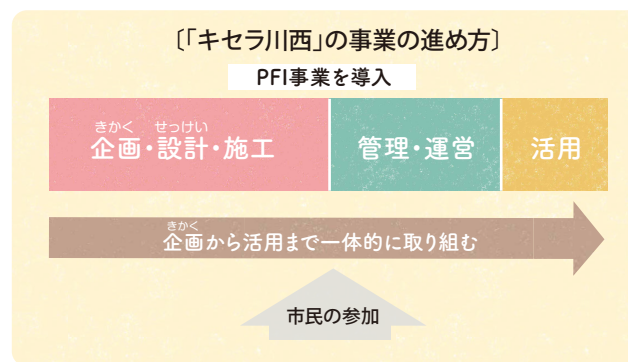 〔「キセラ川西」の事業の進め方〕
PFI事業を導入
きかく せっけい
企画・設計・施工
管理・運営
活用
きかく
企画から活用まで一体的に取り組む
市民の参加